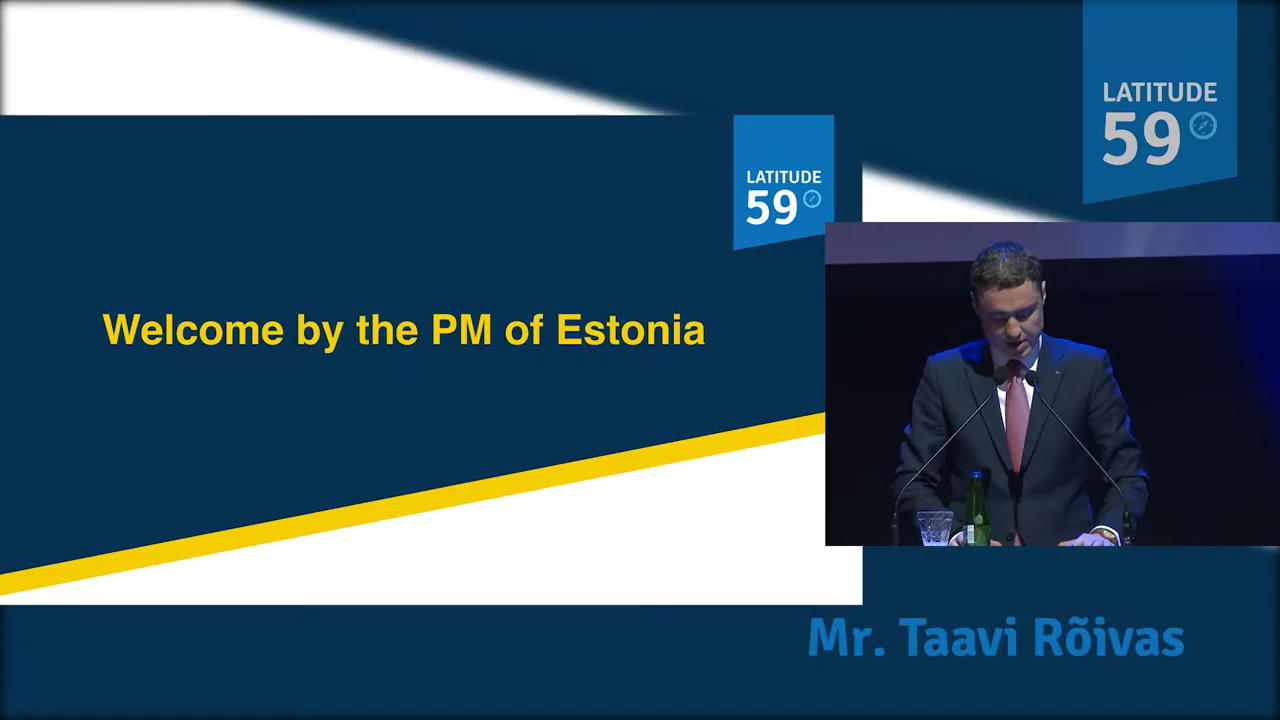 LATITUDE
59
LATITUDE
59
Welcome by the PM of Estonia
Mr. Taavi Rõivas